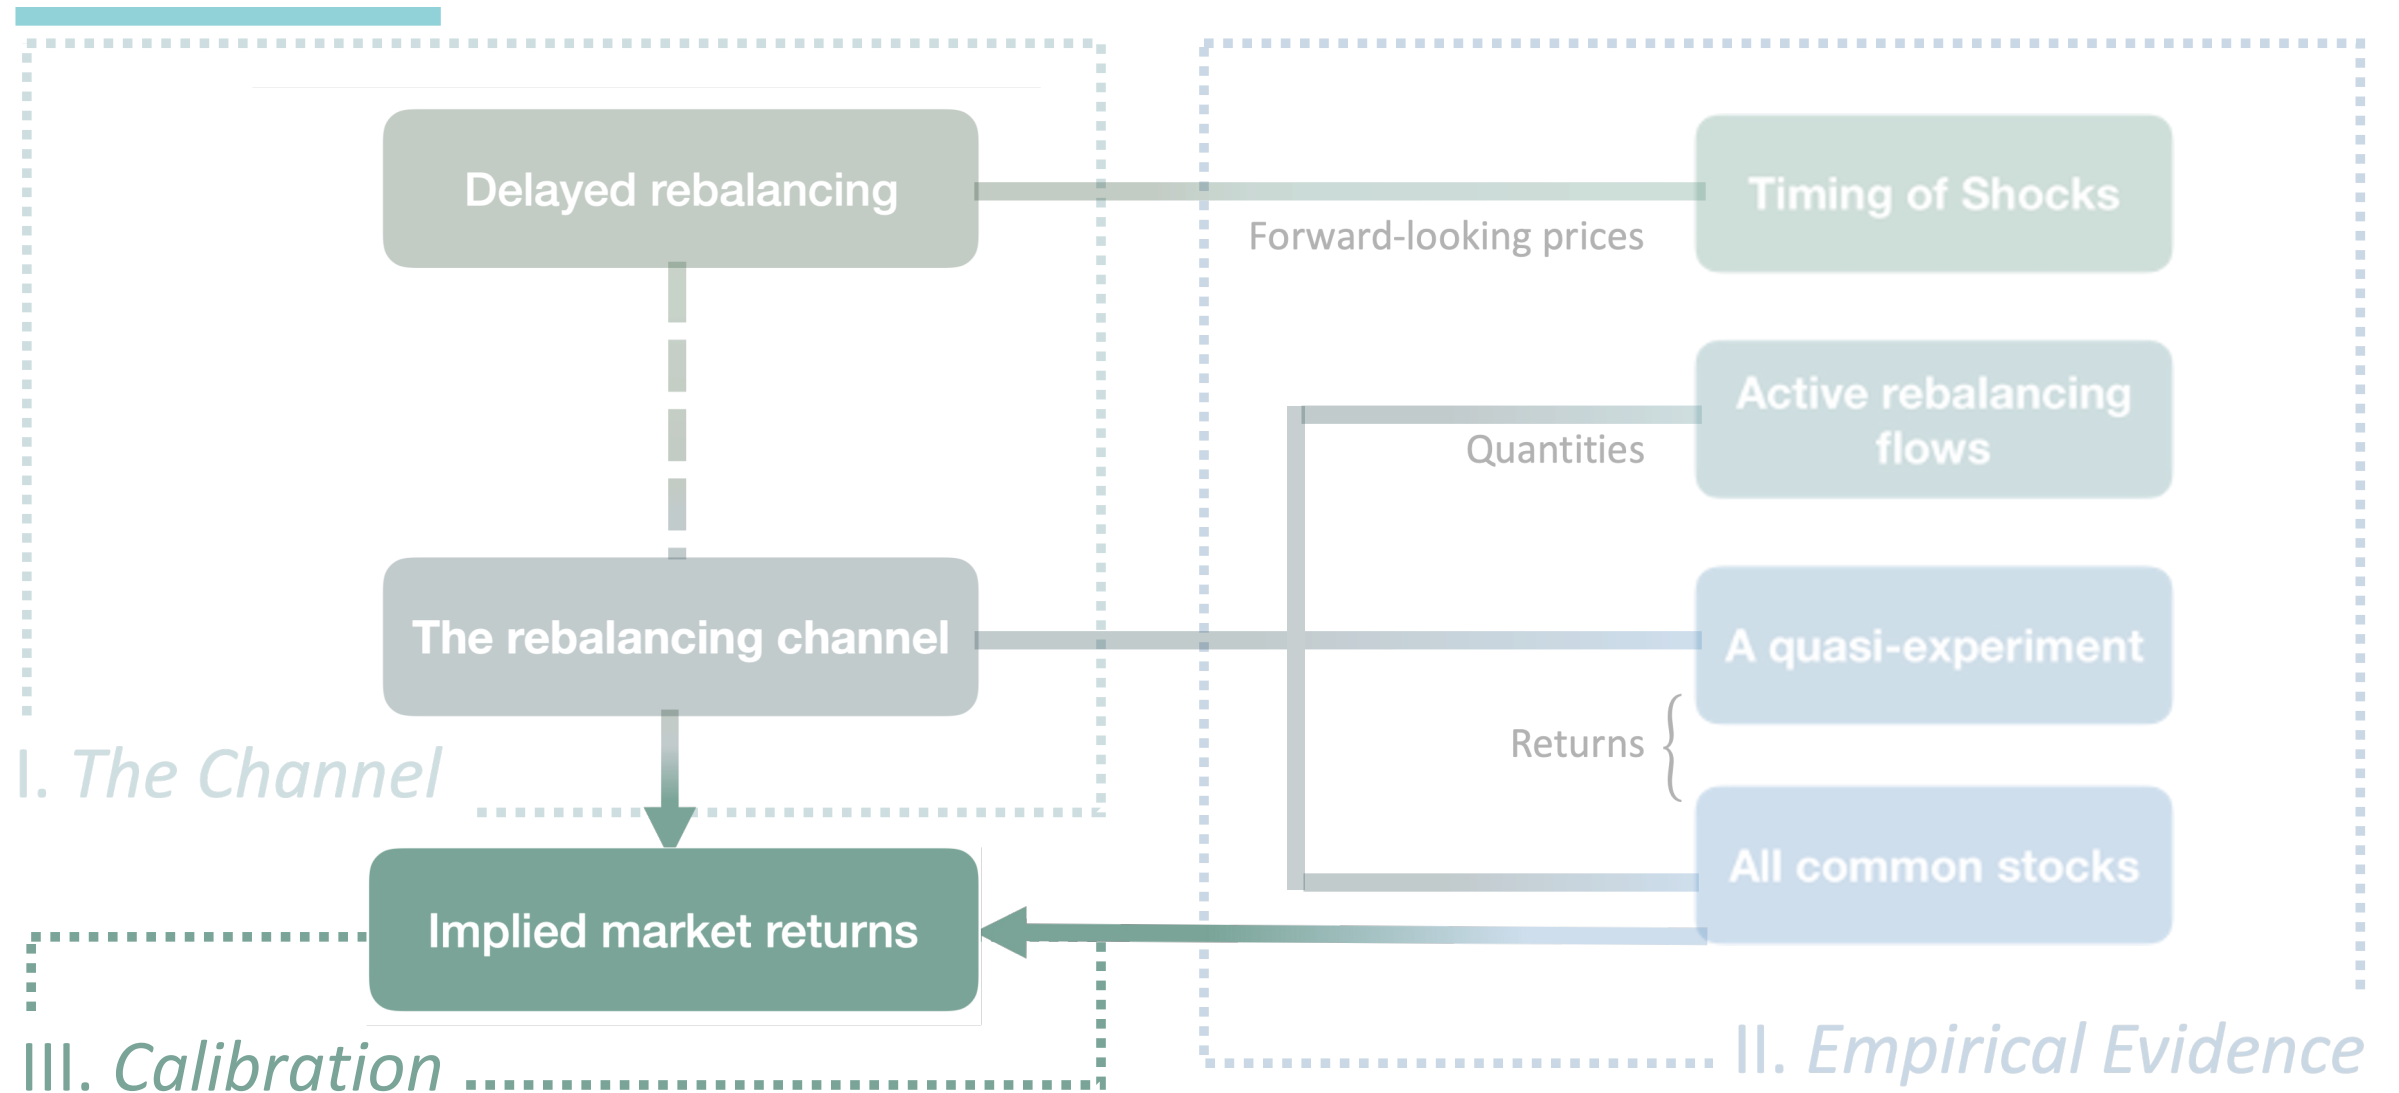 Delayed rebalancing
Timing of Shocks
Forward-looking prices
Active rebalancing
flows
Quantities
The rebalancing channel
A quasi-experiment
Returns
I. The Channel
All common stocks
Implied market returns
III. Calibration
II. Empirical Evidence